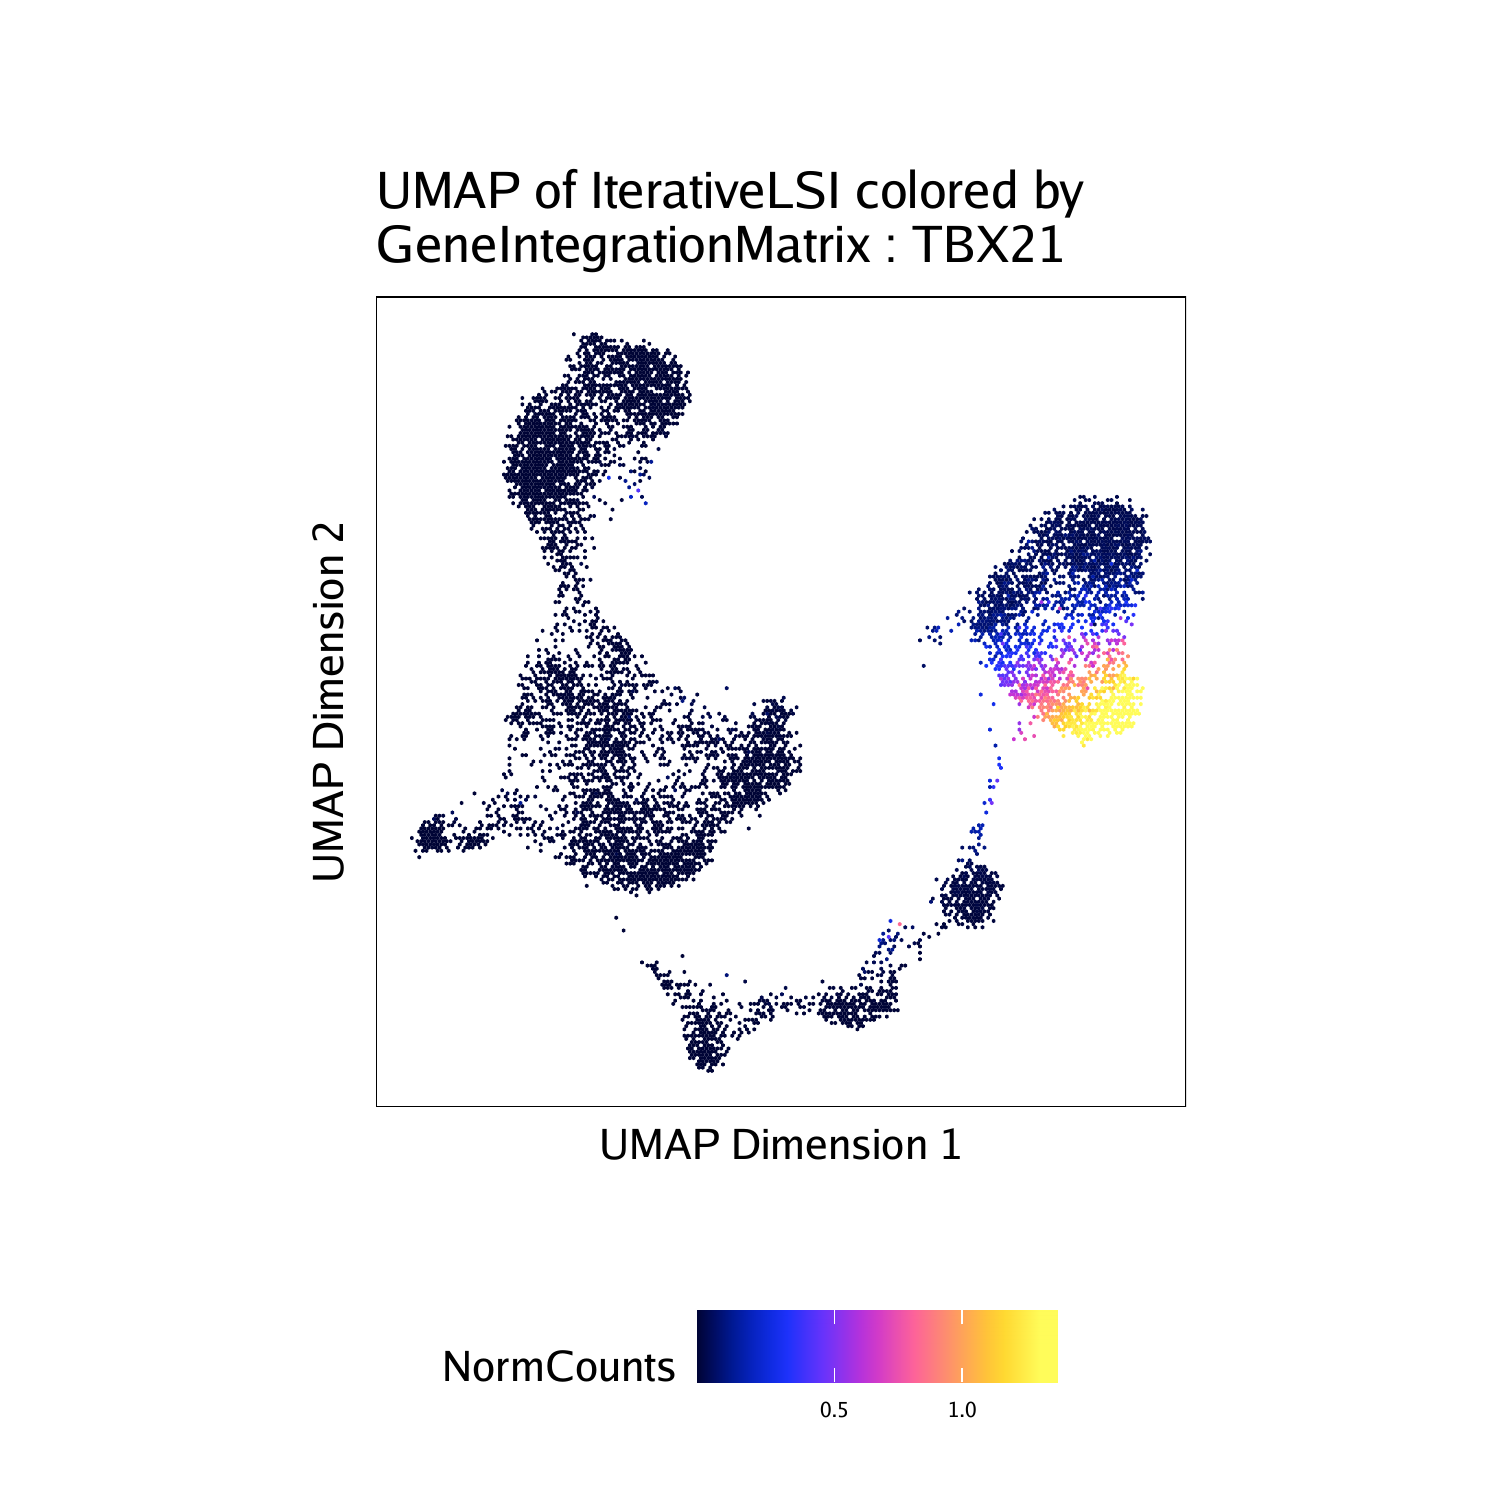 UMAP of IterativeLSI colored by
GeneIntegrationMatrix : TBX21
UMAP Dimension 2
UMAP Dimension 1
NormCounts
0.5
1.0